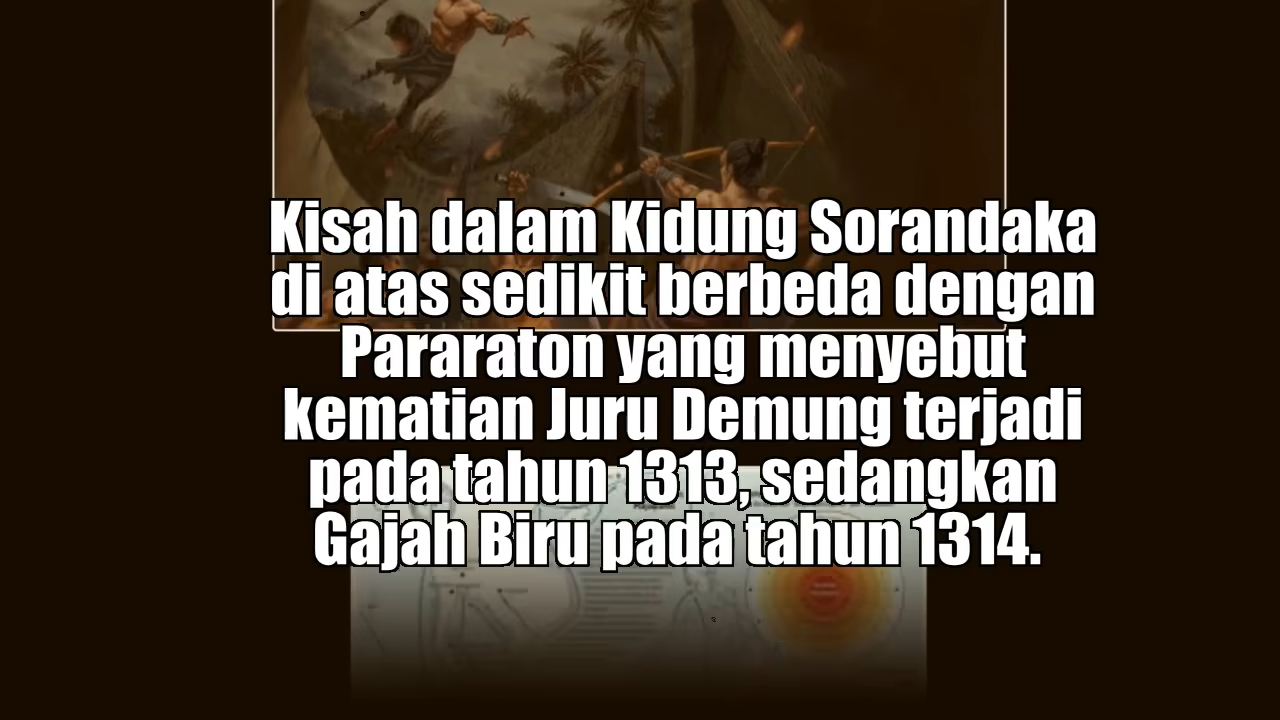 Kisah dalam Kidung Sorandaka
di atas sedikit berbeda dengan
Pararaton yang menyebut
kematian Juru Demung terjadi
pada tahun 1313, sedangkan
Gajah Biru pada tahun 1314.